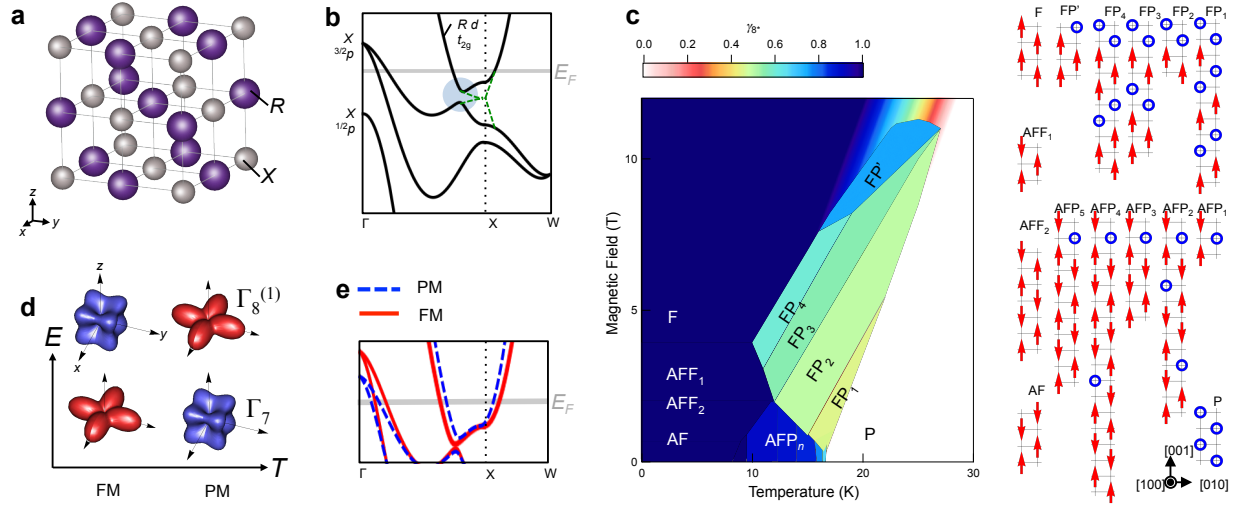 a
R
X
z
x
y
b
X
3/2p
X
1/2p
R d
t2g
EF
Γ
X
W
c
γ8*
0.0 0.2 0.4 0.6 0.8 1.0
Magnetic Field (T)
10
5
0
0 10 20 30
Temperature (K)
F
AFF1
AFF2
AF
FP'
FP4
FP3
FP2
FP1
AFPn
P
F
FP'
FP4
FP3
FP2
FP1
AFF1
AFF2
AFP5
AFP4
AFP3
AFP2
AFP1
AF
P
[001]
[100]
[010]
d
E
z
y
x
Γ8(1)
Γ7
T
FM
PM
e
PM
FM
EF
Γ
X
W